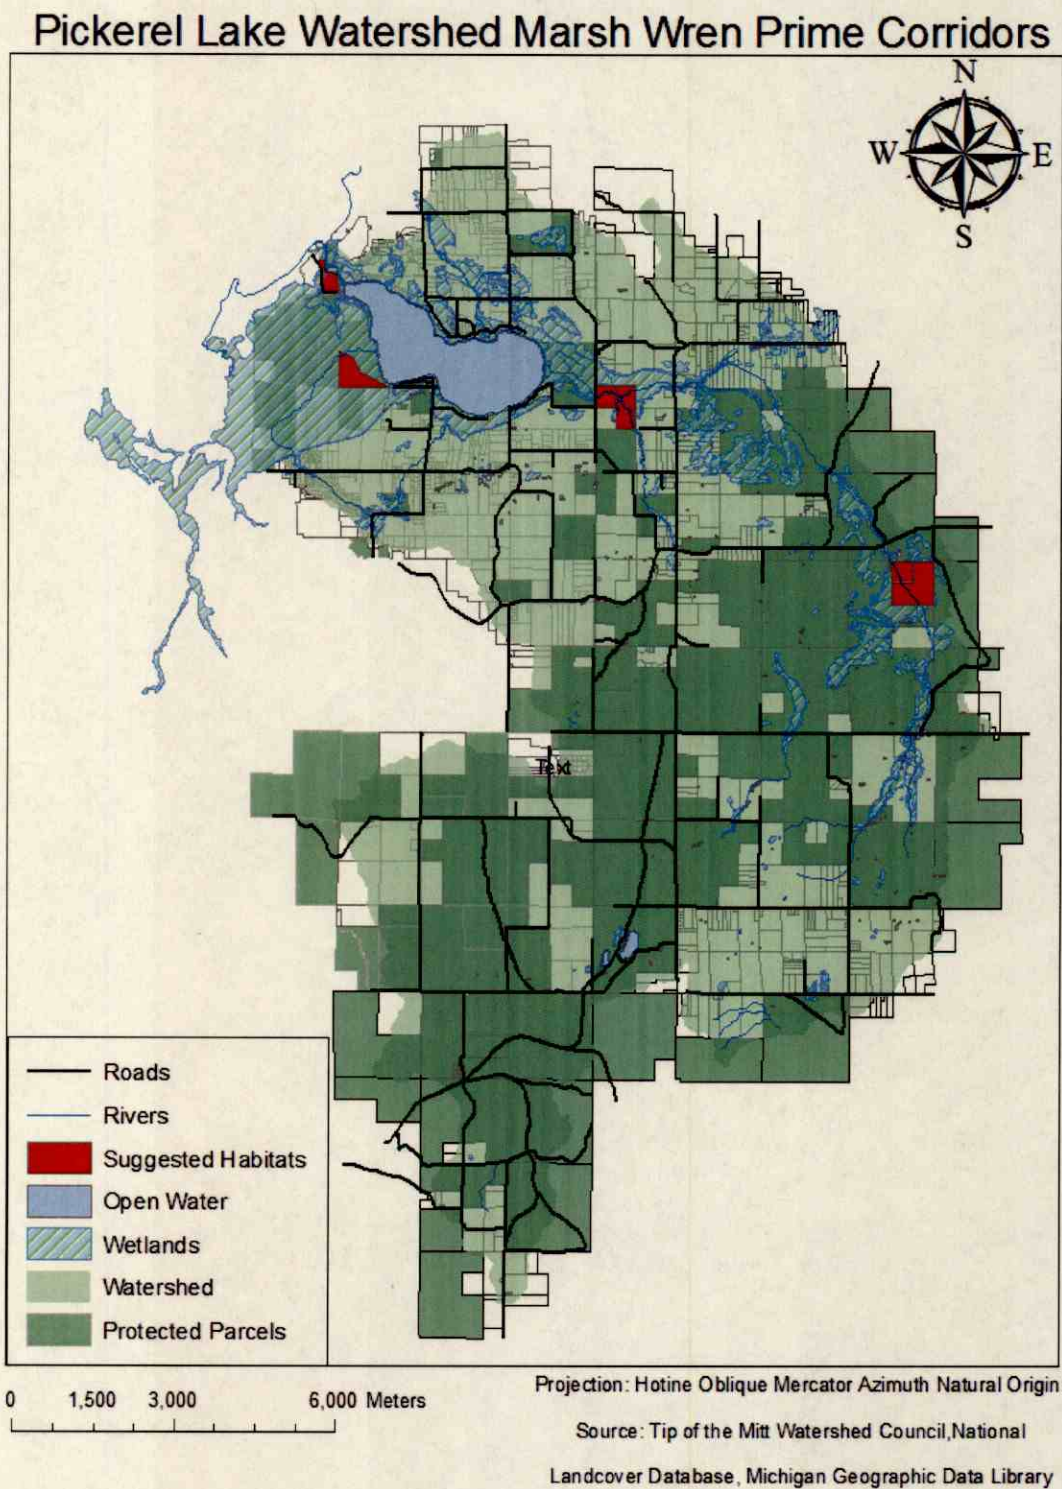 Pickerel Lake Watershed Marsh Wren Prime Corridors
N
W E
S
Text
Roads
Rivers
Suggested Habitats
Open Water
Wetlands
Watershed
Protected Parcels
0 1,500 3,000 6,000 Meters
Projection: Hotine Oblique Mercator Azimuth Natural Origin
Source: Tip of the Mitt Watershed Council,National
Landcover Database, Michigan Geographic Data Library